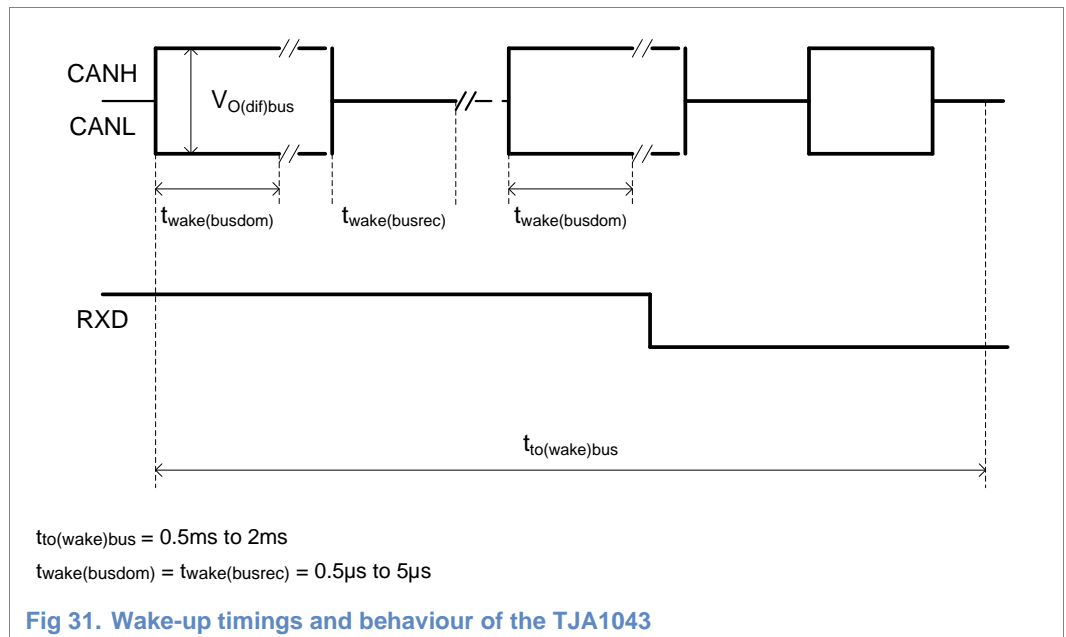 CANH
CANL
VO(dif)bus
twake(busdom)
twake(busrec)
twake(busdom)
RXD
tto(wake)bus
tto(wake)bus = 0.5ms to 2ms
twake(busdom) = twake(busrec) = 0.5µs to 5µs
Fig 31. Wake-up timings and behaviour of the TJA1043